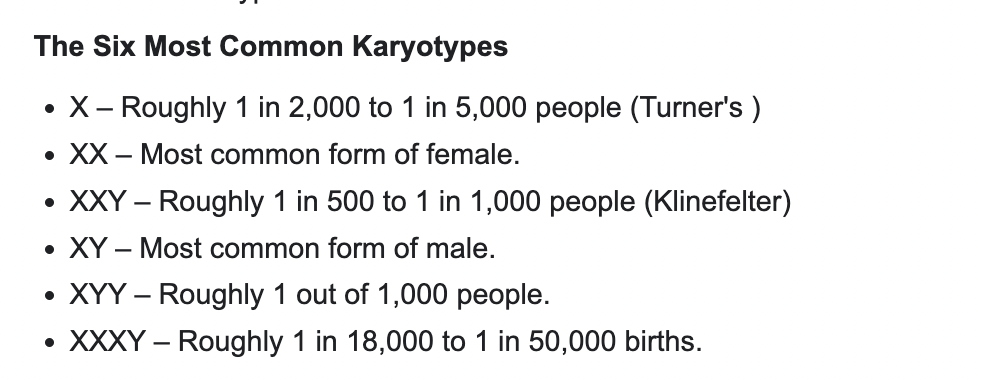 The Six Most Common Karyotypes
• X – Roughly 1 in 2,000 to 1 in 5,000 people (Turner's )
• XX – Most common form of female.
• XXY – Roughly 1 in 500 to 1 in 1,000 people (Klinefelter)
• XY – Most common form of male.
• XYY – Roughly 1 out of 1,000 people.
• XXXY – Roughly 1 in 18,000 to 1 in 50,000 births.